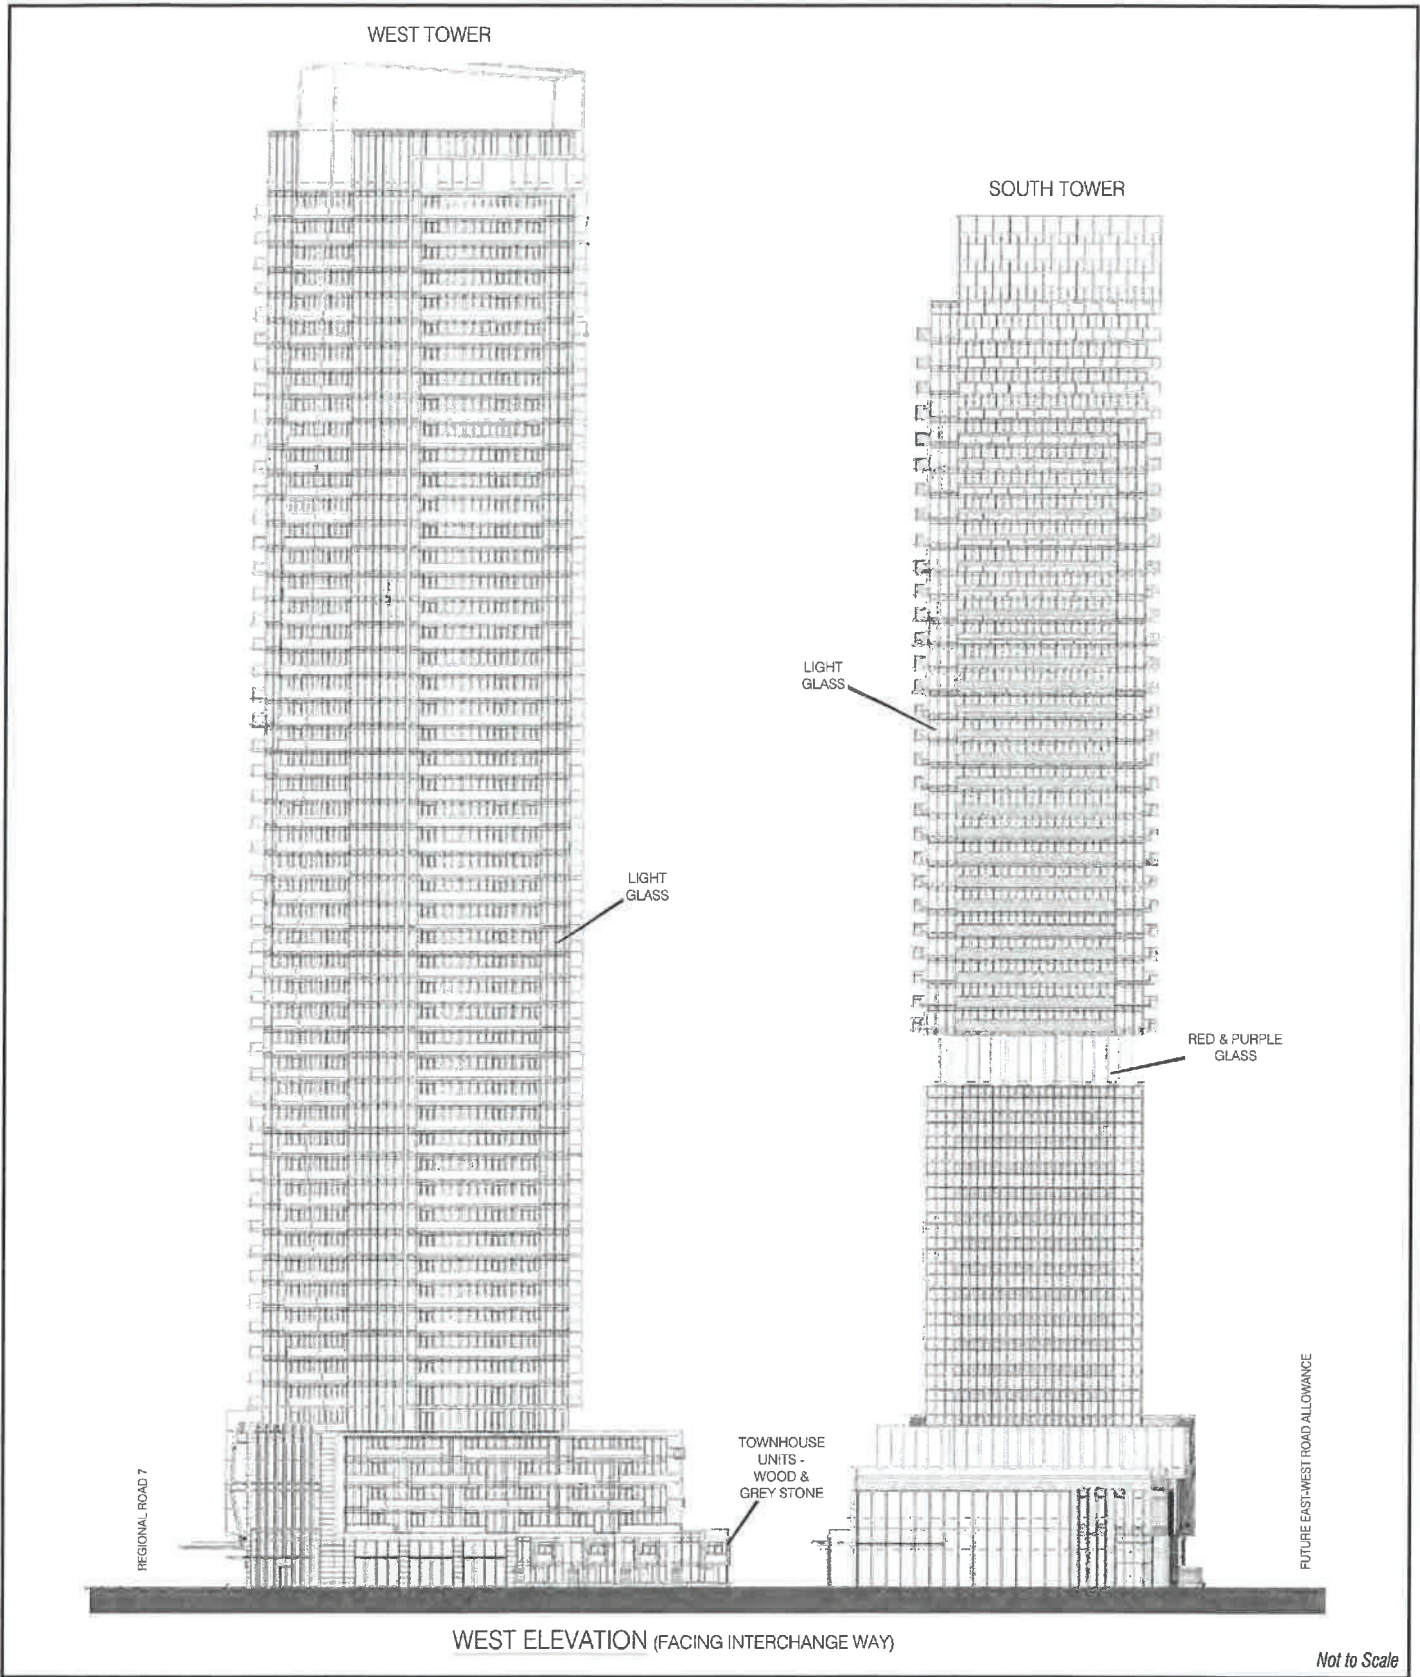 WEST TOWER
SOUTH TOWER
LIGHT
GLASS
LIGHT
GLASS
RED & PURPLE
GLASS
TOWNHOUSE
UNITS -
WOOD &
GREY STONE
REGIONAL ROAD 7
FUTURE EAST-WEST ROAD ALLOWANCE
WEST ELEVATION (FACING INTERCHANGE WAY)
Not to Scale